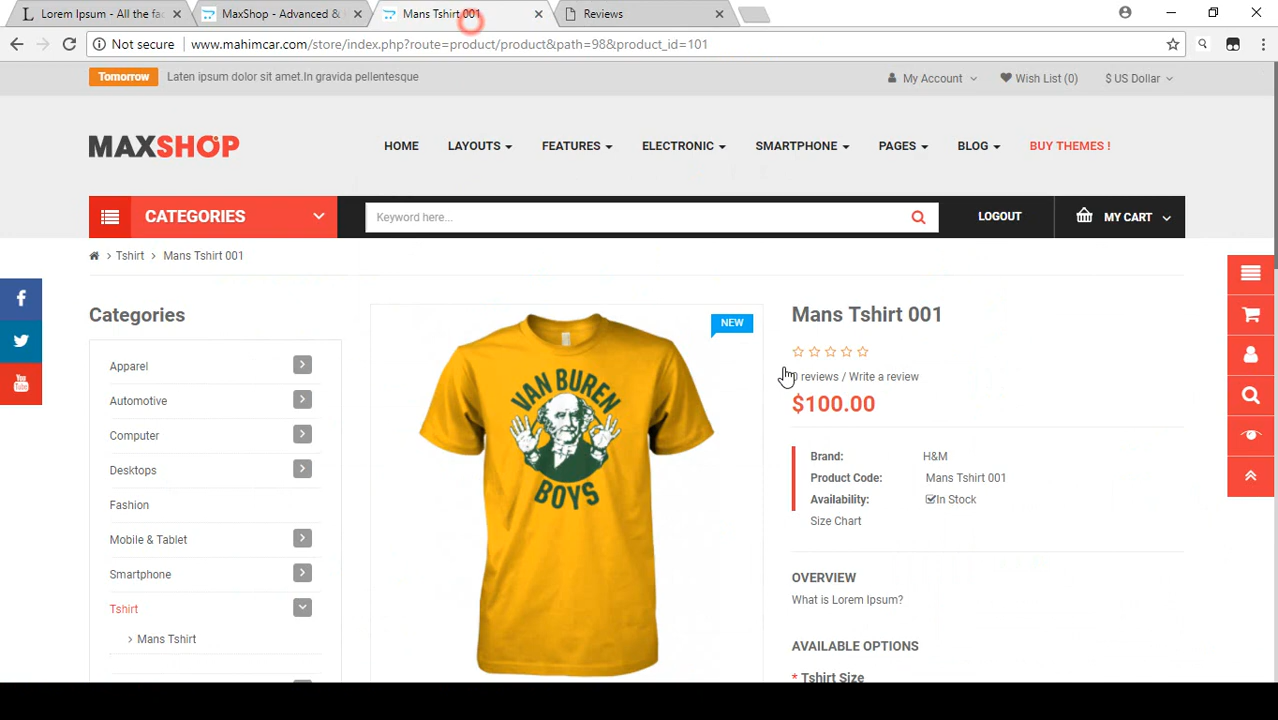 Lorem Ipsum - All the fa
MaxShop - Advanced &
Mans Tshirt 001
Reviews
Not secure
www.mahimcar.com/store/index.php?route=product/product&path=98&product_id=101
Tomorrow
Laten ipsum dolor sit amet.In gravida pellentesque
My Account
Wish List (0)
$ US Dollar
MAXSHOP
HOME
LAYOUTS
FEATURES
ELECTRONIC
SMARTPHONE
PAGES
BLOG
BUY THEMES !
CATEGORIES
Keyword here...
LOGOUT
MY CART
> Tshirt > Mans Tshirt 001
Categories
Apparel
Automotive
Computer
Desktops
Fashion
Mobile & Tablet
Smartphone
Tshirt
> Mans Tshirt
NEW
VAN BUREN
BOYS
Mans Tshirt 001
reviews / Write a review
$100.00
Brand: H&M
Product Code: Mans Tshirt 001
Availability: In Stock
Size Chart
OVERVIEW
What is Lorem Ipsum?
AVAILABLE OPTIONS
* Tshirt Size